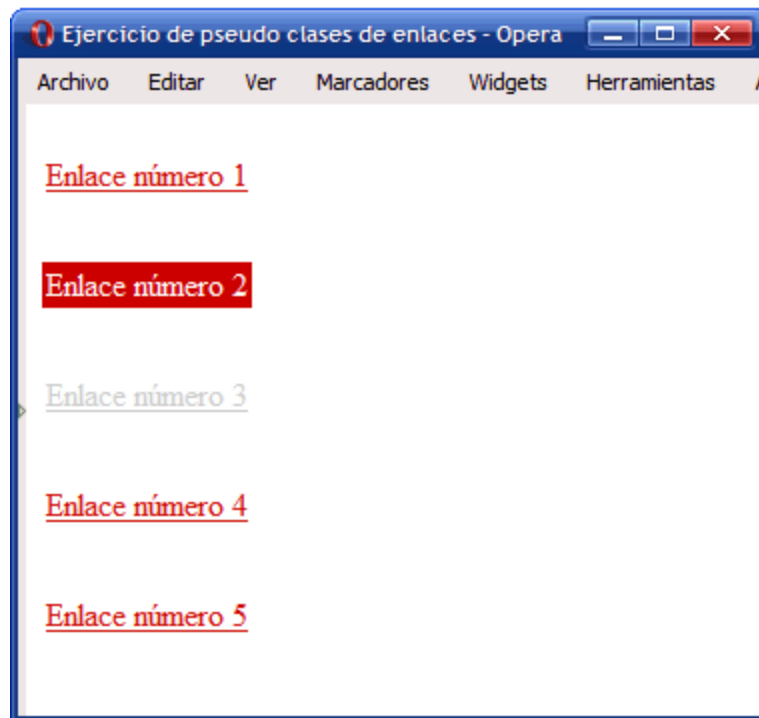 Ejercicio de pseudo clases de enlaces - Opera
Archivo Editar Ver Marcadores Widgets Herramientas
Enlace número 1
Enlace número 2
Enlace número 3
Enlace número 4
Enlace número 5